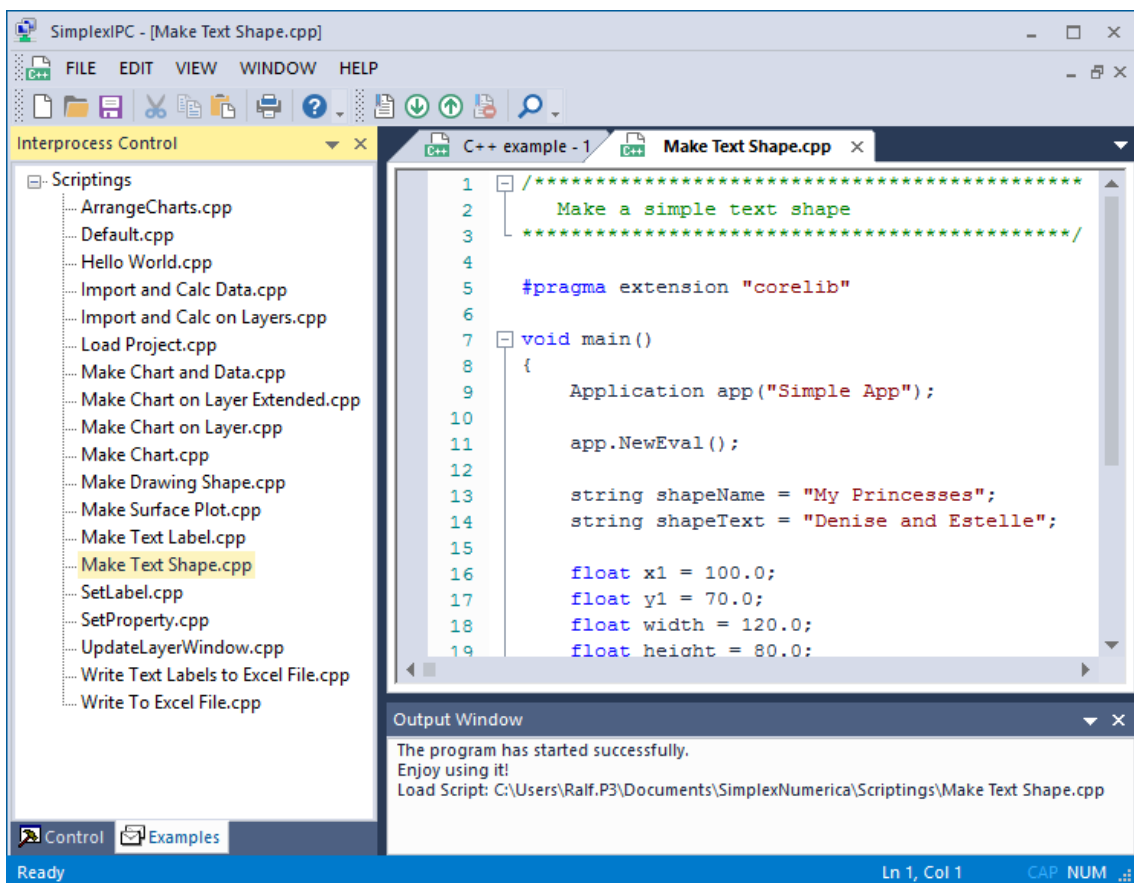 SimplexIPC - [Make Text Shape.cpp]
FILE EDIT VIEW WINDOW HELP
Interprocess Control
Scriptings
ArrangeCharts.cpp
Default.cpp
Hello World.cpp
Import and Calc Data.cpp
Import and Calc on Layers.cpp
Load Project.cpp
Make Chart and Data.cpp
Make Chart on Layer Extended.cpp
Make Chart on Layer.cpp
Make Chart.cpp
Make Drawing Shape.cpp
Make Surface Plot.cpp
Make Text Label.cpp
Make Text Shape.cpp
SetLabel.cpp
SetProperty.cpp
UpdateLayerWindow.cpp
Write Text Labels to Excel File.cpp
Write To Excel File.cpp
Control Examples
C++ C++ example - 1 C++ Make Text Shape.cpp
1 /*********************************************
2 Make a simple text shape
3 *********************************************/
4
5 #pragma extension "corelib"
6
7 void main()
8 {
9 Application app("Simple App");
10
11 app.NewEval();
12
13 string shapeName = "My Princesses";
14 string shapeText = "Denise and Estelle";
15
16 float x1 = 100.0;
17 float y1 = 70.0;
18 float width = 120.0;
19 float height = 80.0;
Output Window
The program has started successfully.
Enjoy using it!
Load Script: C:\Users\Ralf.P3\Documents\SimplexNumerica\Scriptings\Make Text Shape.cpp
Ready Ln 1, Col 1 CAP NUM